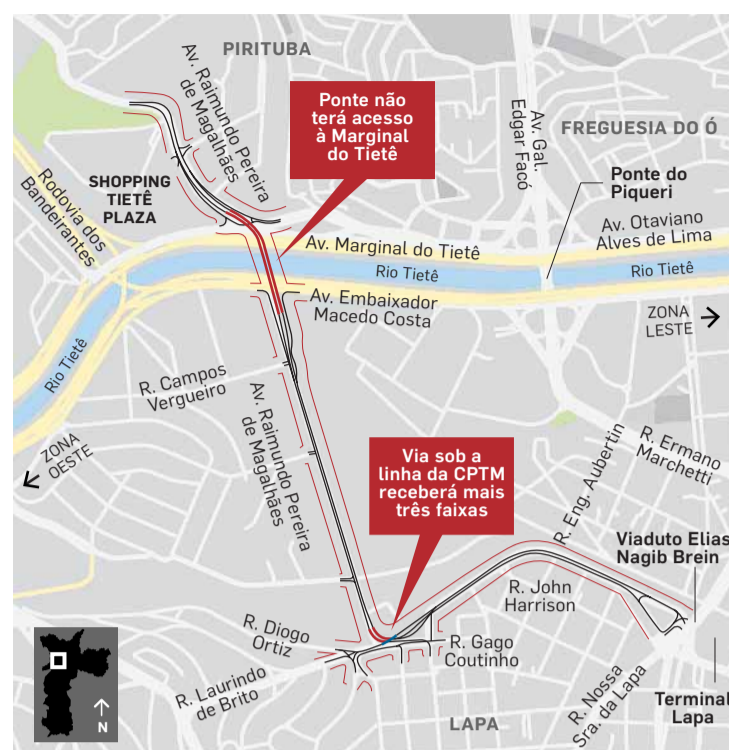 PIRITUBA
Av. Raimundo Pereira
de Magalhães
Ponte não
terá acesso
à Marginal
do Tietê
Av. Gal.
Edgar Facó
FREGUESIA DO Ó
SHOPPING
TIETÊ
PLAZA
Rodovia dos
Bandeirantes
Ponte do
Piqueri
Av. Otaviano
Alves de Lima
Av. Marginal do Tietê
Rio Tietê
Rio Tietê
Av. Embaixador
Macedo Costa
ZONA
LESTE
Rio Tietê
R. Campos
Vergueiro
Av. Raimundo Pereira
de Magalhães
ZONA
OESTE
R. Ermano
Marchetti
R. Eng. Aubertin
Via sob a
linha da CPTM
receberá mais
três faixas
Viaduto Elias
Nagib Brein
R. John
Harrison
R. Diogo
Ortiz
R. Gago
Coutinho
R. Laurindo
de Brito
R. Nossa
Sra. da Lapa
Terminal
Lapa
LAPA
N